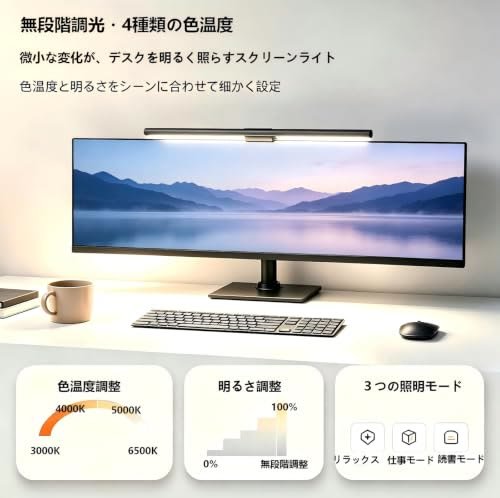 無段階調光・4種類の色温度
微小な変化が、デスクを明るく照らすスクリーンライト
色温度と明るさをシーンに合わせて细かく設定
色温度調整
4000K
5000K
3000K
6500K
明るさ調整
100%
0%
無段階調整
3つの照明モード
リラックス
仕事モード
読書モード